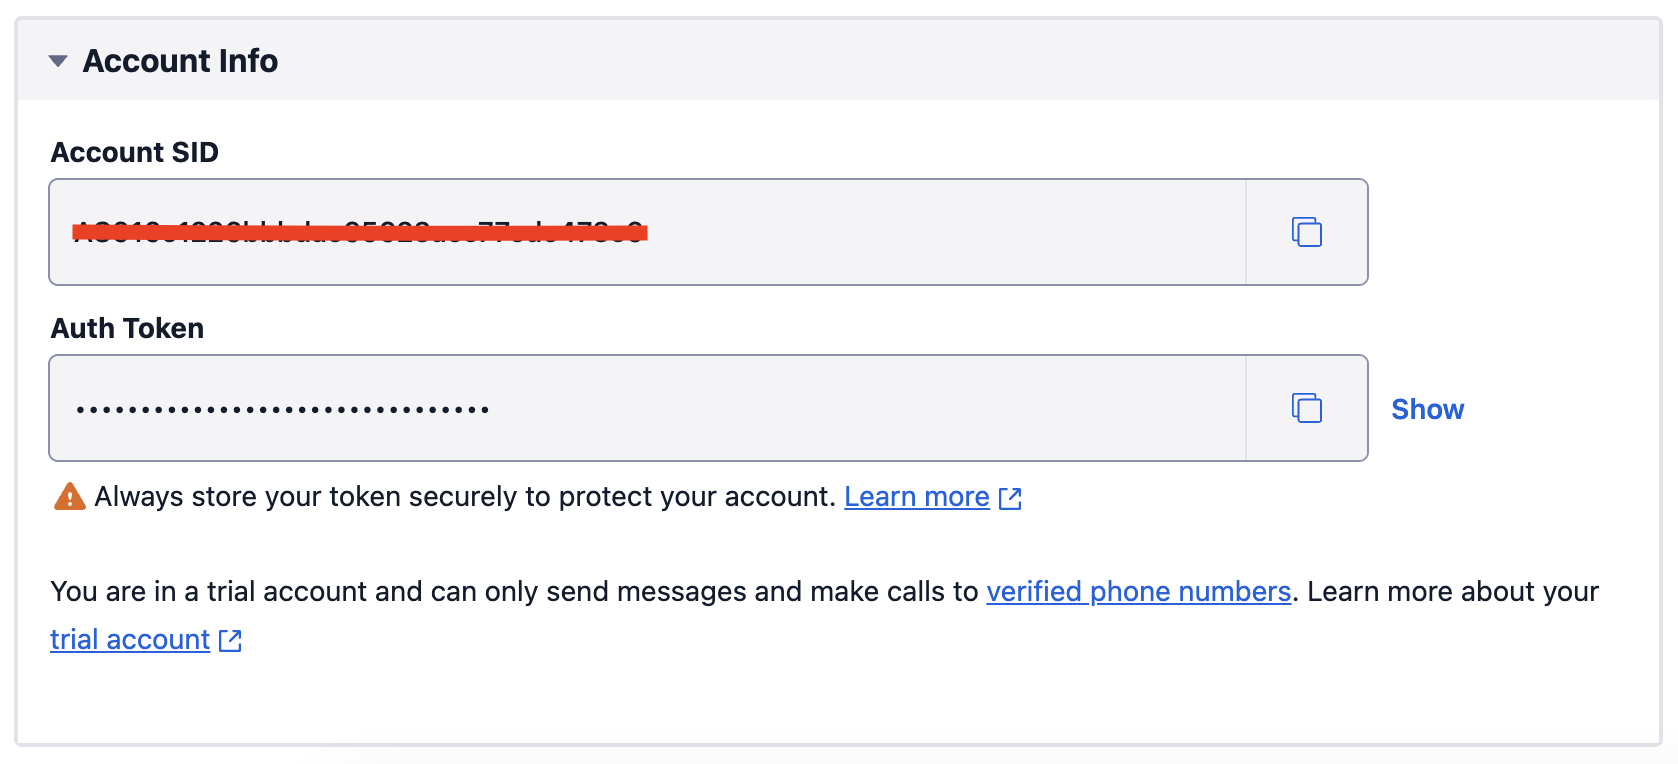 Account Info
Account SID
Auth Token
••••••••••••••••••••••••••••••••
Show
Always store your token securely to protect your account. Learn more
You are in a trial account and can only send messages and make calls to verified phone numbers. Learn more about your
trial account